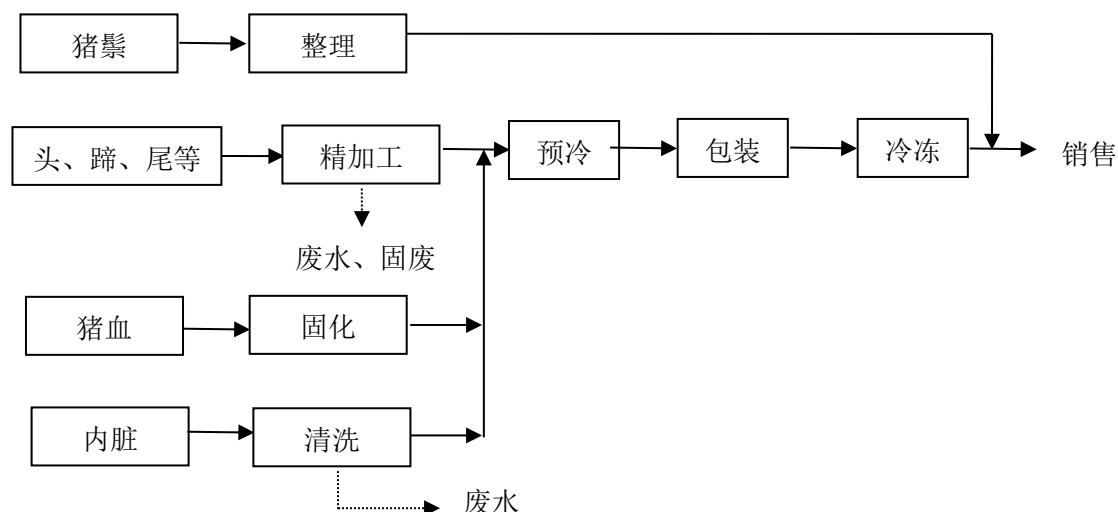 猪鬃
整理
头、蹄、尾等
精加工
预冷
包装
冷冻
销售
废水、固废
猪血
固化
内脏
清洗
废水